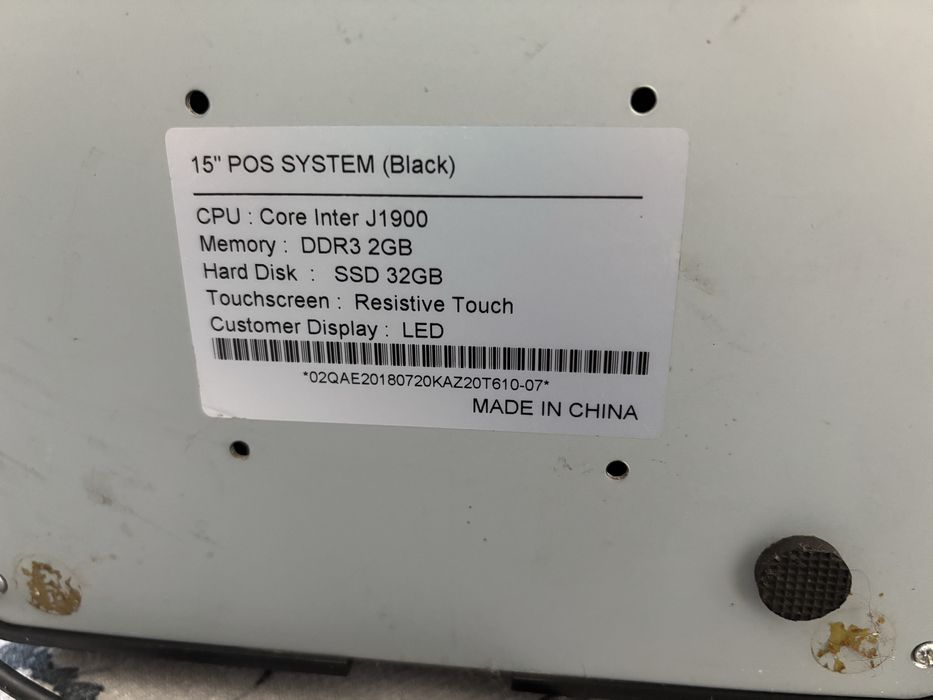 15" POS SYSTEM (Black)
CPU : Core Inter J1900
Memory : DDR3 2GB
Hard Disk : SSD 32GB
Touchscreen : Resistive Touch
Customer Display : LED
*02QAE20180720KAZ20T610-07*
MADE IN CHINA